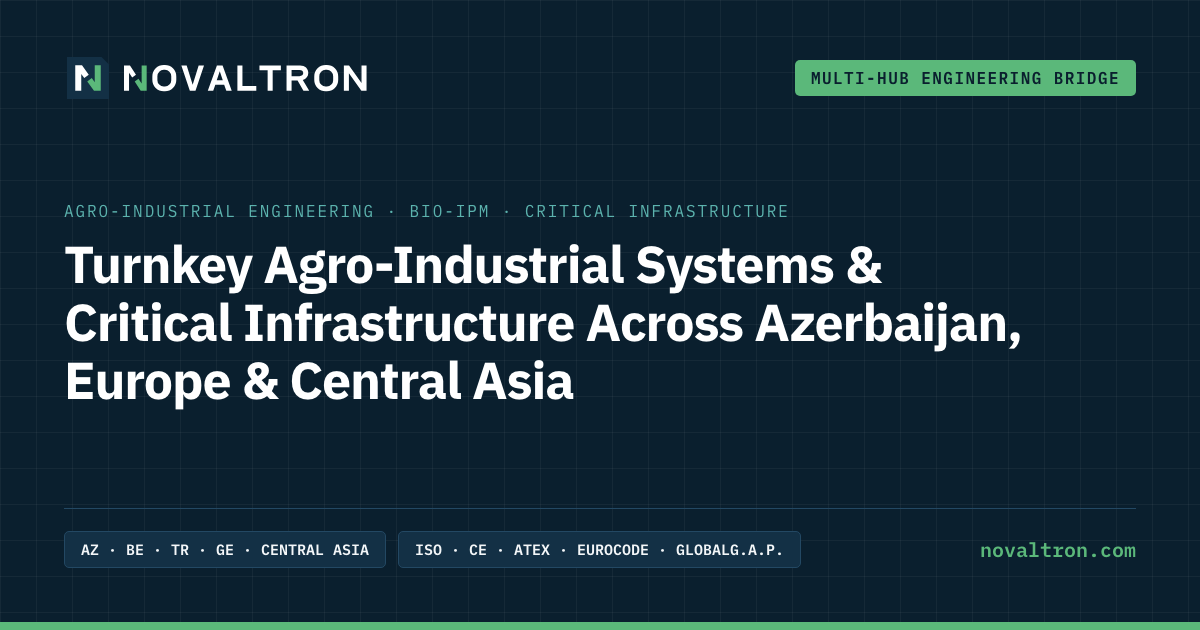 NOVALTRON
MULTI-HUB ENGINEERING BRIDGE
AGRO-INDUSTRIAL ENGINEERING · BIO-IPM · CRITICAL INFRASTRUCTURE
Turnkey Agro-Industrial Systems &
Critical Infrastructure Across Azerbaijan,
Europe & Central Asia
AZ · BE · TR · GE · CENTRAL ASIA
ISO · CE · ATEX · EUROCODE · GLOBALG.A.P.
novaltron.com